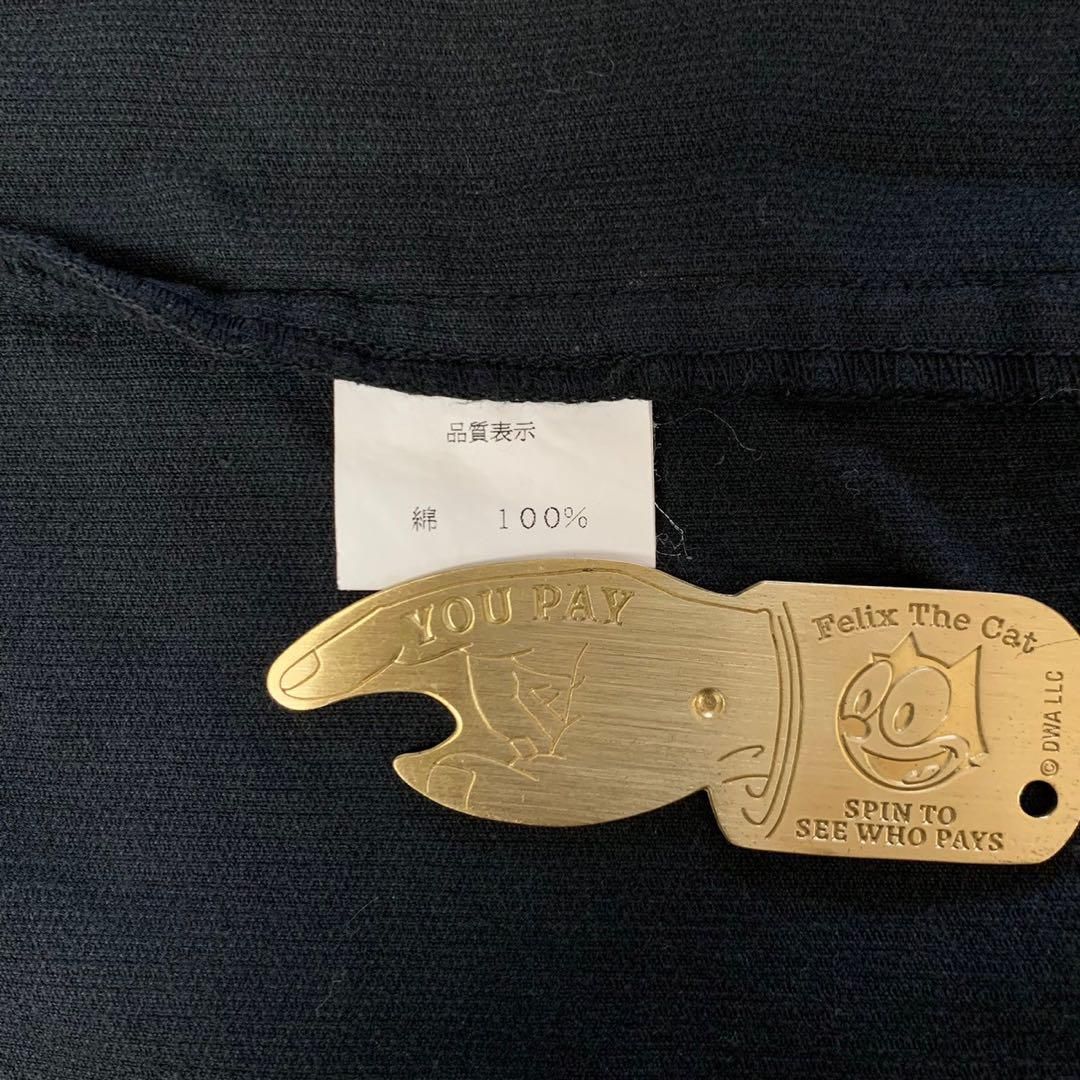 品質表示
綿 100%
YOU PAY
Felix The Cat
© DWA LLC
SPIN TO
SEE WHO PAYS